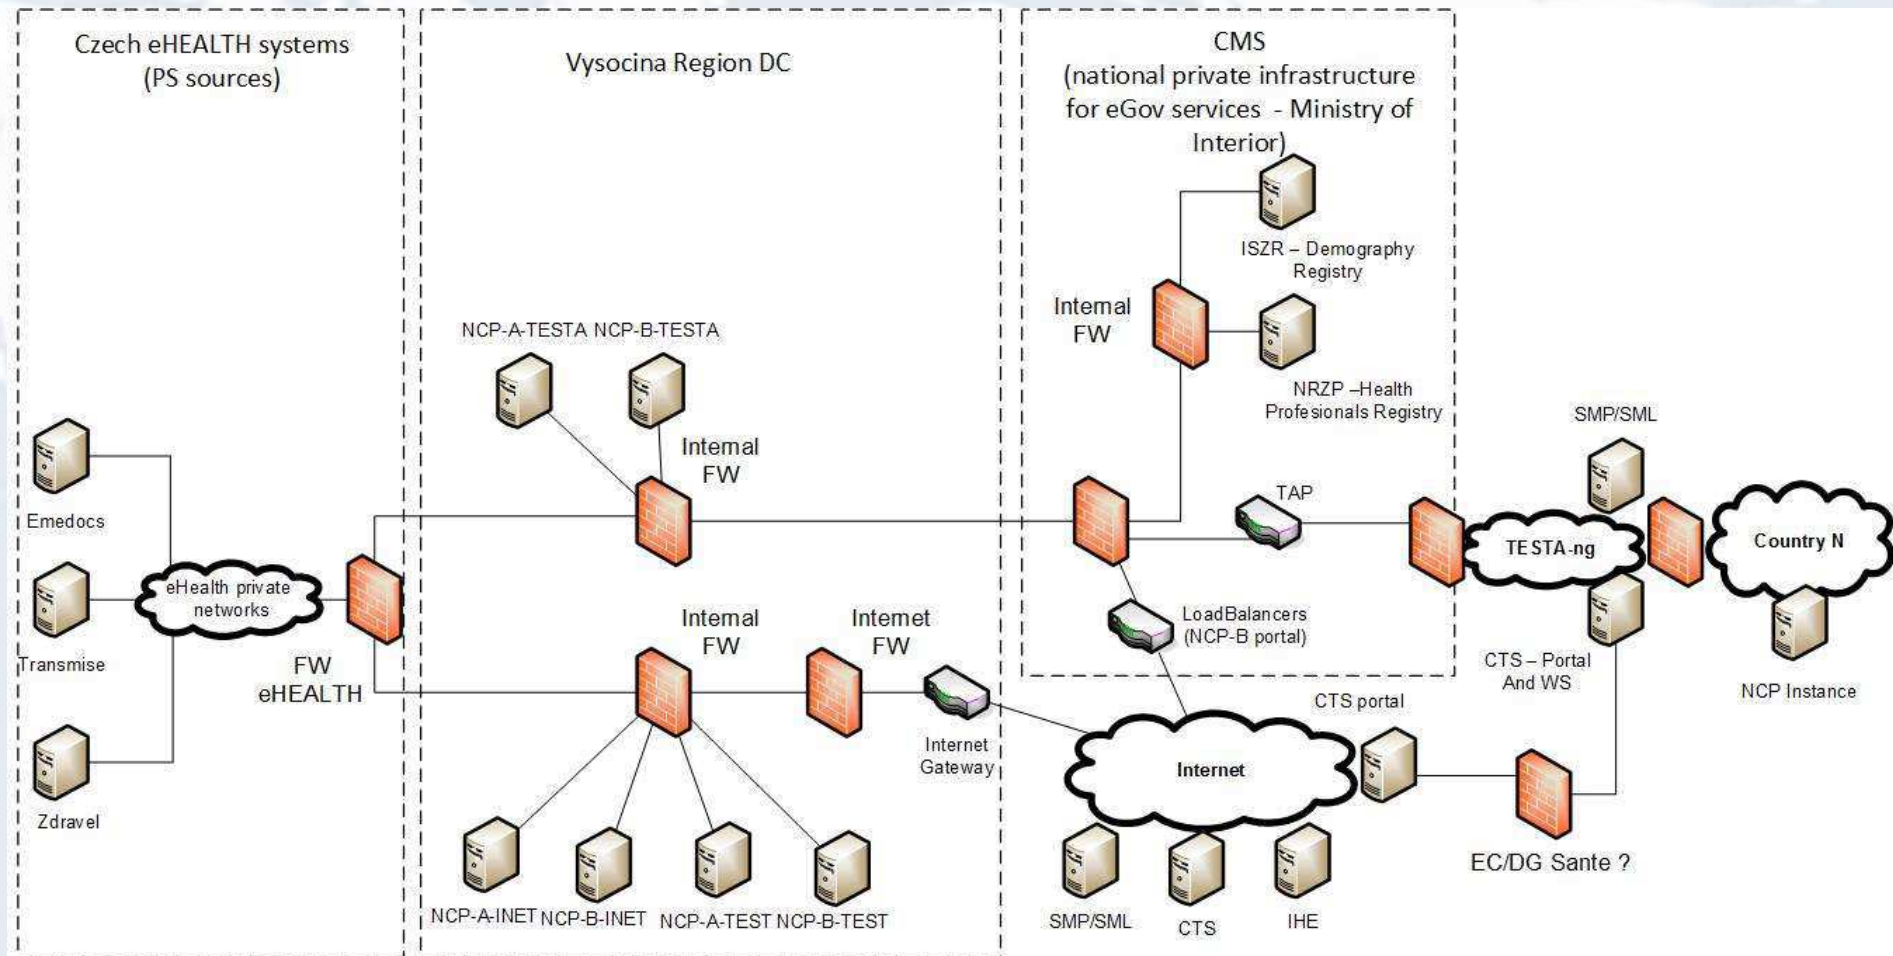 Czech eHEALTH systems
(PS sources)
Vysocina Region DC
CMS
(national private infrastructure
for eGov services - Ministry of
Interior)
ISZR – Demography
Registry
Internal
FW
NRZP –Health
Profesionals Registry
NCP-A-TESTA
NCP-B-TESTA
Internal
FW
SMP/SML
TAP
Emedocs
TESTA-ng
Country N
eHealth private
networks
Transmise
FW
eHEALTH
Internal
FW
Internet
FW
LoadBalancers
(NCP-B portal)
CTS – Portal
And WS
NCP Instance
CTS portal
Internet
Gateway
Internet
Zdravel
EC/DG Sante ?
NCP-A-INET
NCP-B-INET
NCP-A-TEST
NCP-B-TEST
SMP/SML
CTS
IHE